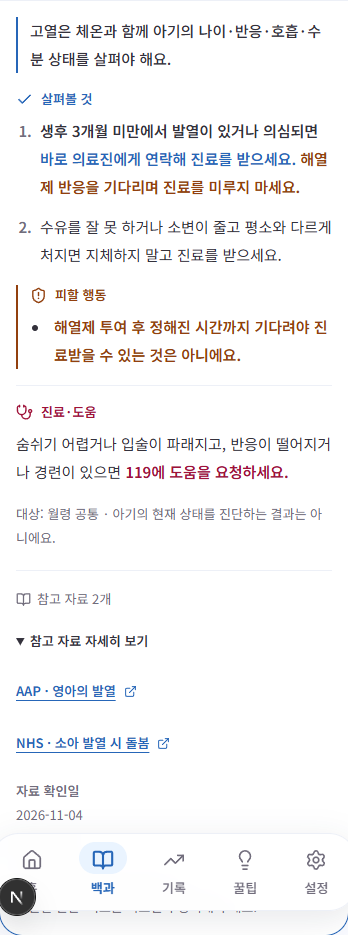 고열은 체온과 함께 아기의 나이·반응·호흡·수
분 상태를 살펴야 해요.
살펴볼 것
1. 생후 3개월 미만에서 발열이 있거나 의심되면
바로 의료진에게 연락해 진료를 받으세요. 해열
제 반응을 기다리며 진료를 미루지 마세요.
2. 수유를 잘 못 하거나 소변이 줄고 평소와 다르게
처지면 지체하지 말고 진료를 받으세요.
피할 행동
• 해열제 투여 후 정해진 시간까지 기다려야 진
료받을 수 있는 것은 아니에요.
진료·도움
숨쉬기 어렵거나 입술이 파래지고, 반응이 떨어지거
나 경련이 있으면 119에 도움을 요청하세요.
대상: 월령 공통 · 아기의 현재 상태를 진단하는 결과는 아
니에요.
참고 자료 2개
▼ 참고 자료 자세히 보기
AAP · 영아의 발열
NHS · 소아 발열 시 돌봄
자료 확인일
2026-11-04
백과 기록 꿀팁 설정
N